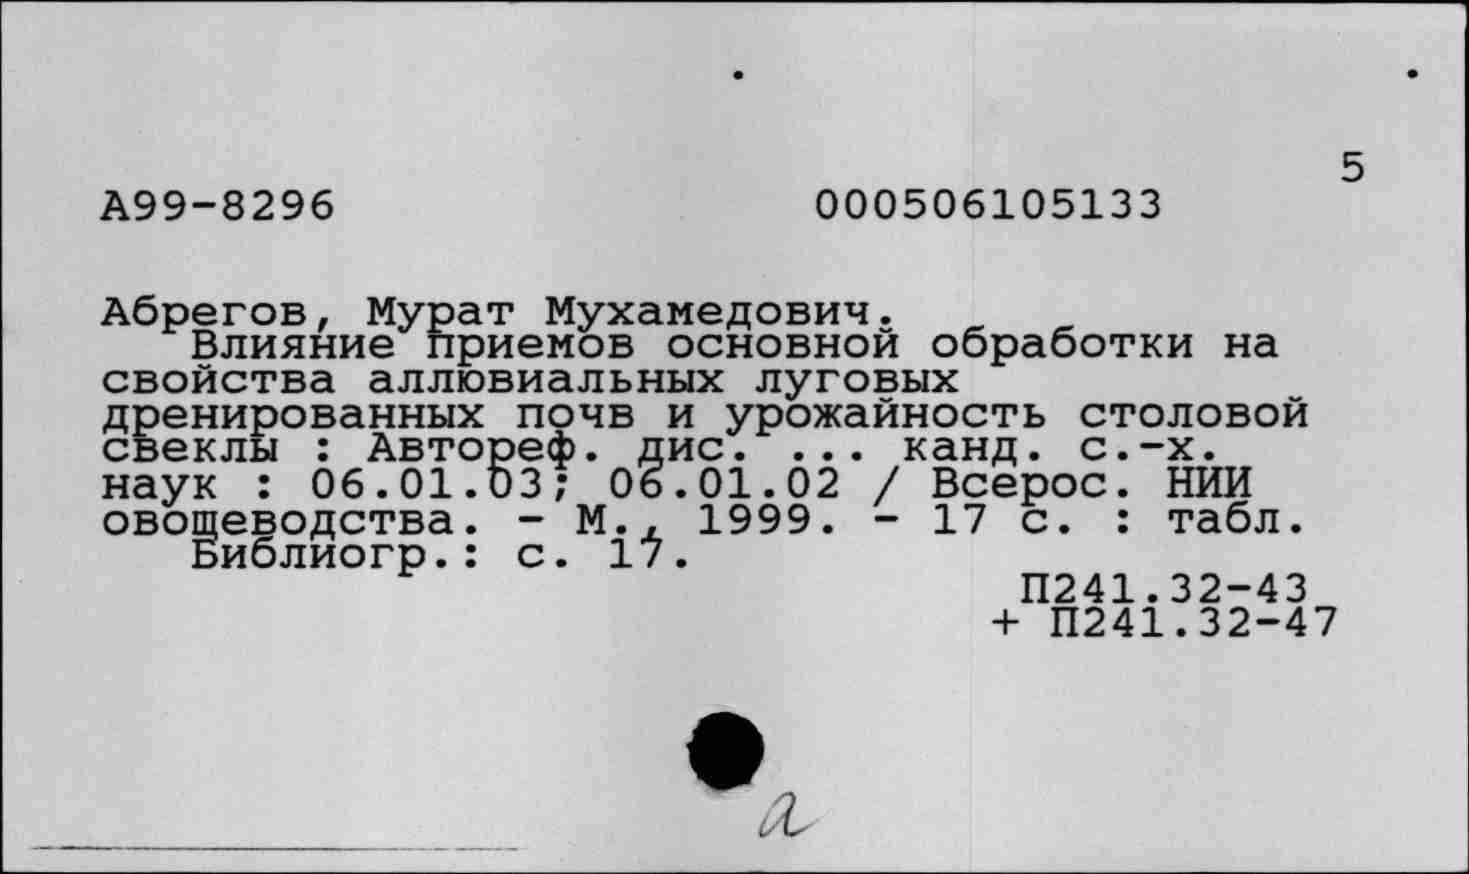 5
А99-8296 000506105133
Абрегов, Мурат Мухамедович.
Влияние приемов основной обработки на
свойства аллювиальных луговых
дренированных почв и урожайность столовой
свеклы : Автореф. дис. ... канд. с.-х.
наук : 06.01.03; 06.01.02 / Всерос. НИИ
овощеводства. - М., 1999. - 17 с. : табл.
Библиогр.: с. 17.
П241.32-43
+ П241.32-47
а